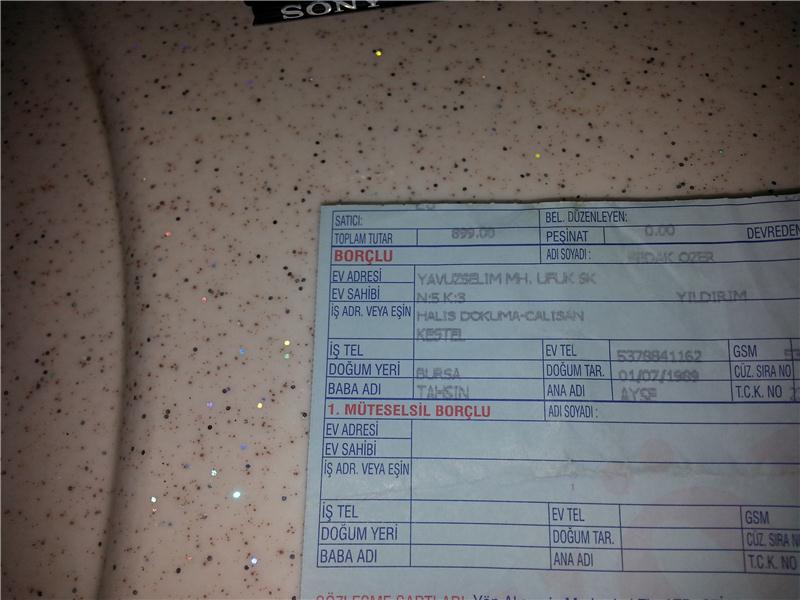 SONY
SATICI: BEL. DÜZENLEYEN:
TOPLAM TUTAR 899.00 PEŞİNAT 0.00 DEVREDEN
BORÇLU ADI SOYADI : OZER
EV ADRESİ YAVUZSELIM MH. UFUK SK
EV SAHİBİ N:5 K:3 YILDIRIM
İŞ ADR. VEYA EŞİN HALIS DOKUMA-CALISAN
KESTEL
İŞ TEL EV TEL 5378841162 GSM
DOĞUM YERİ BURSA DOĞUM TAR. 01/07/1989 CÜZ. SIRA NO
BABA ADI TAHSIN ANA ADI AYSE T.C.K. NO
1. MÜTESELSİL BORÇLU ADI SOYADI :
EV ADRESİ
EV SAHİBİ
İŞ ADR. VEYA EŞİN
İŞ TEL EV TEL GSM
DOĞUM YERİ DOĞUM TAR. CÜZ. SIRA N
BABA ADI ANA ADI T.C.K. NO